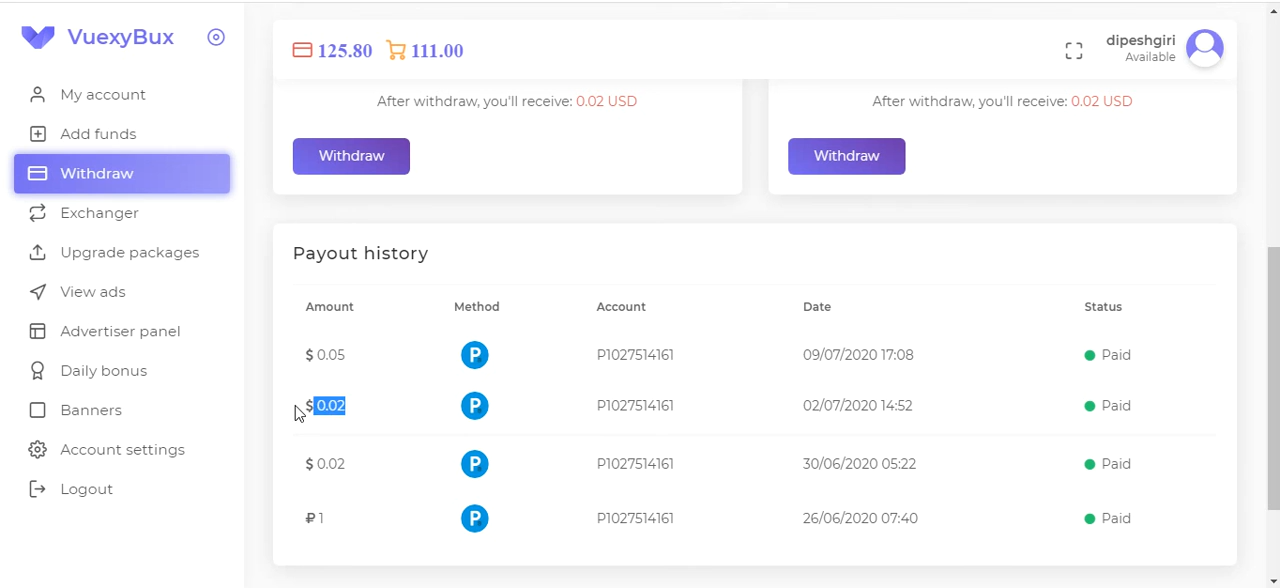 VuexyBux
My account
Add funds
Withdraw
Exchanger
Upgrade packages
View ads
Advertiser panel
Daily bonus
Banners
Account settings
Logout
125.80 111.00
dipeshgiri
Available
After withdraw, you'll receive: 0.02 USD
Withdraw
After withdraw, you'll receive: 0.02 USD
Withdraw
Payout history
Amount Method Account Date Status
$ 0.05 P P1027514161 09/07/2020 17:08 Paid
$ 0.02 P P1027514161 02/07/2020 14:52 Paid
$ 0.02 P P1027514161 30/06/2020 05:22 Paid
₽ 1 P P1027514161 26/06/2020 07:40 Paid